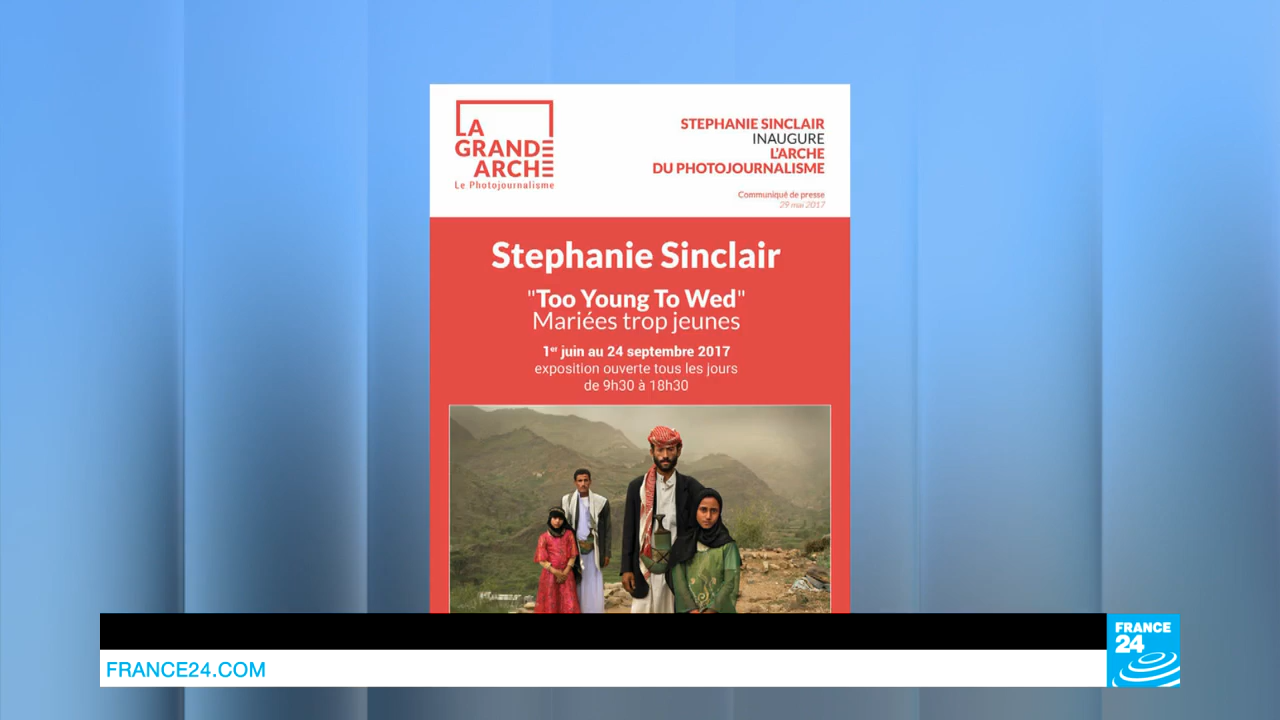 LA
GRANDE
ARCHE
Le Photojournalisme
STEPHANIE SINCLAIR
INAUGURE
L'ARCHE
DU PHOTOJOURNALISME
Communiqué de presse
29 mai 2017
Stephanie Sinclair
"Too Young To Wed"
Mariées trop jeunes
1er juin au 24 septembre 2017
exposition ouverte tous les jours
de 9h30 à 18h30
FRANCE
24
FRANCE24.COM